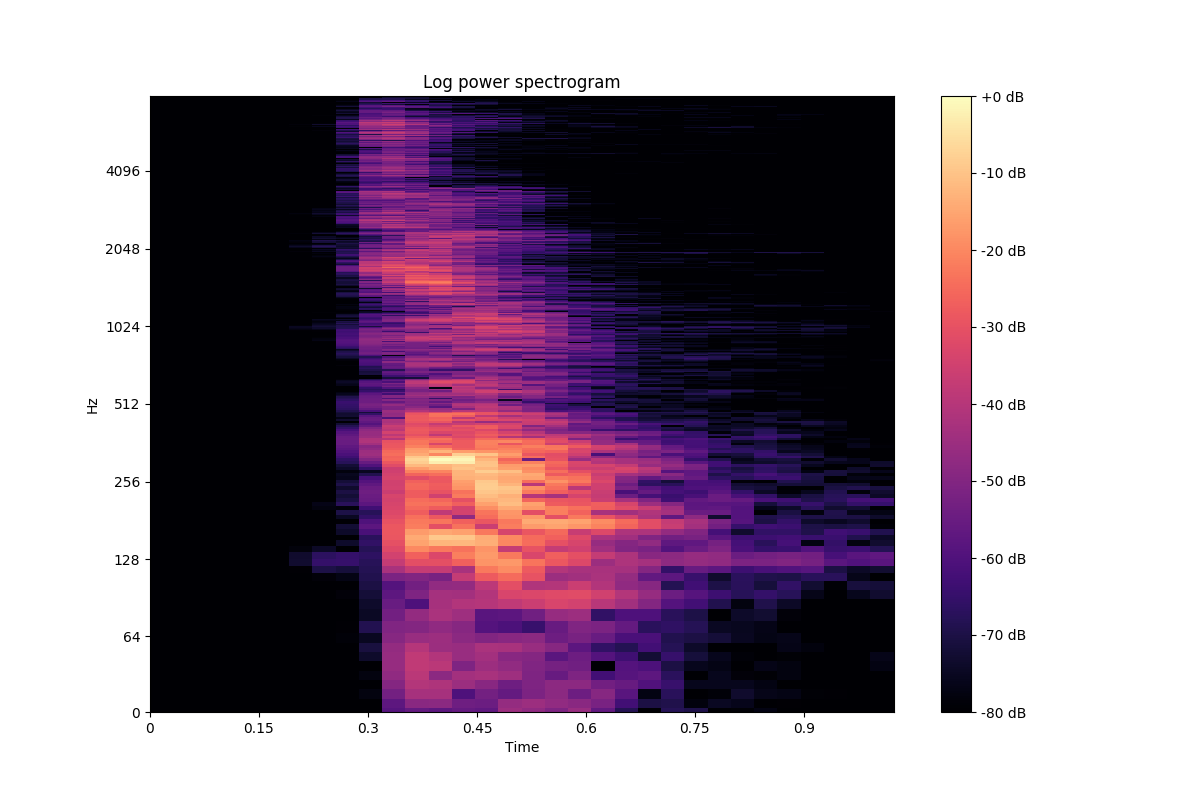 Log power spectrogram
+0 dB
4096
-10 dB
2048
-20 dB
1024
-30 dB
Hz
512
-40 dB
256
-50 dB
128
-60 dB
64
-70 dB
0
-80 dB
0 0.15 0.3 0.45 0.6 0.75 0.9
Time